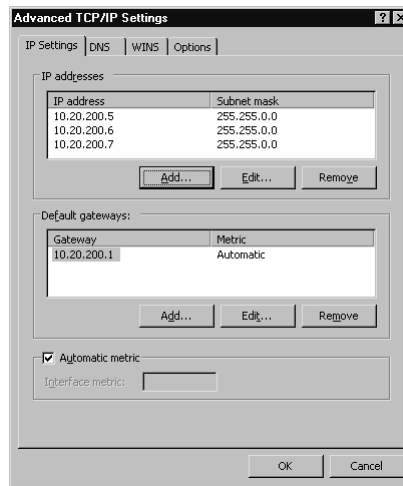 Advanced TCP/IP Settings
IP Settings DNS WINS Options
IP addresses
IP address Subnet mask
10.20.200.5 255.255.0.0
10.20.200.6 255.255.0.0
10.20.200.7 255.255.0.0
Add... Edit... Remove
Default gateways:
Gateway Metric
10.20.200.1 Automatic
Add... Edit... Remove
Automatic metric
Interface metric:
OK Cancel